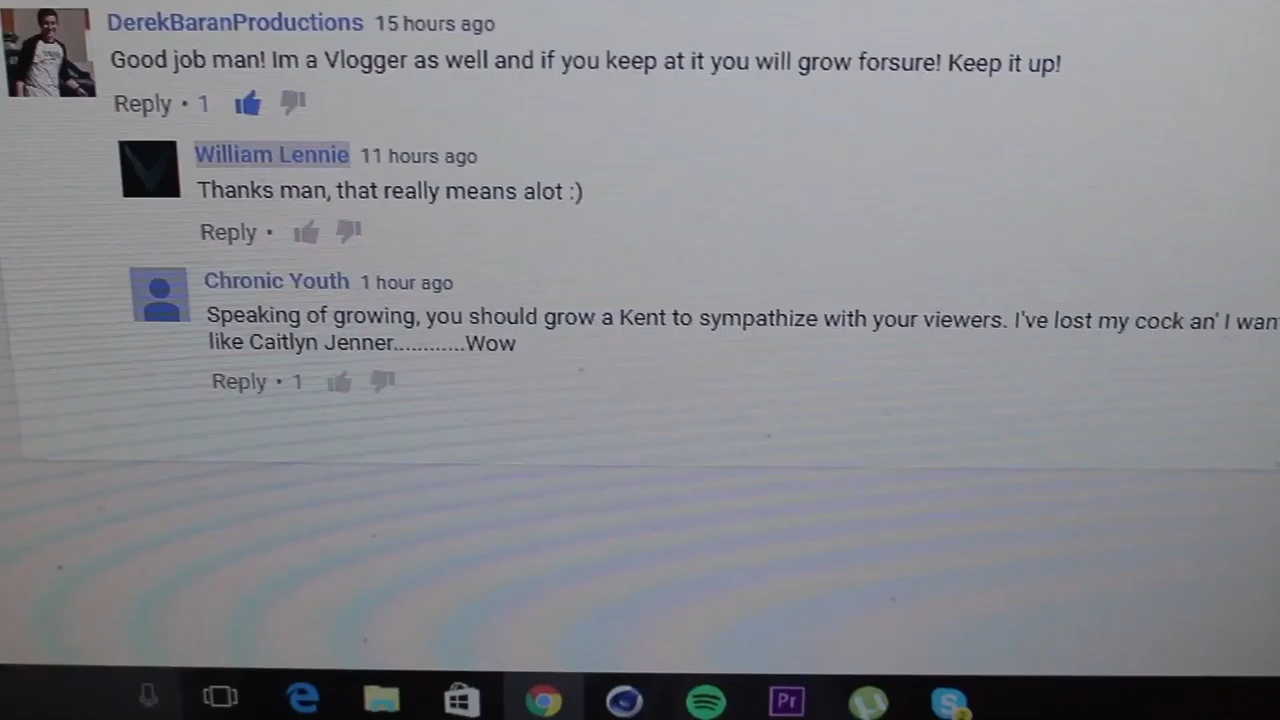 DerekBaranProductions 15 hours ago
Good job man! Im a Vlogger as well and if you keep at it you will grow forsure! Keep it up!
Reply • 1
William Lennie 11 hours ago
Thanks man, that really means alot :)
Reply •
Chronic Youth 1 hour ago
Speaking of growing, you should grow a Kent to sympathize with your viewers. I've lost my cock an' I
like Caitlyn Jenner............Wow
Reply • 1
Pr